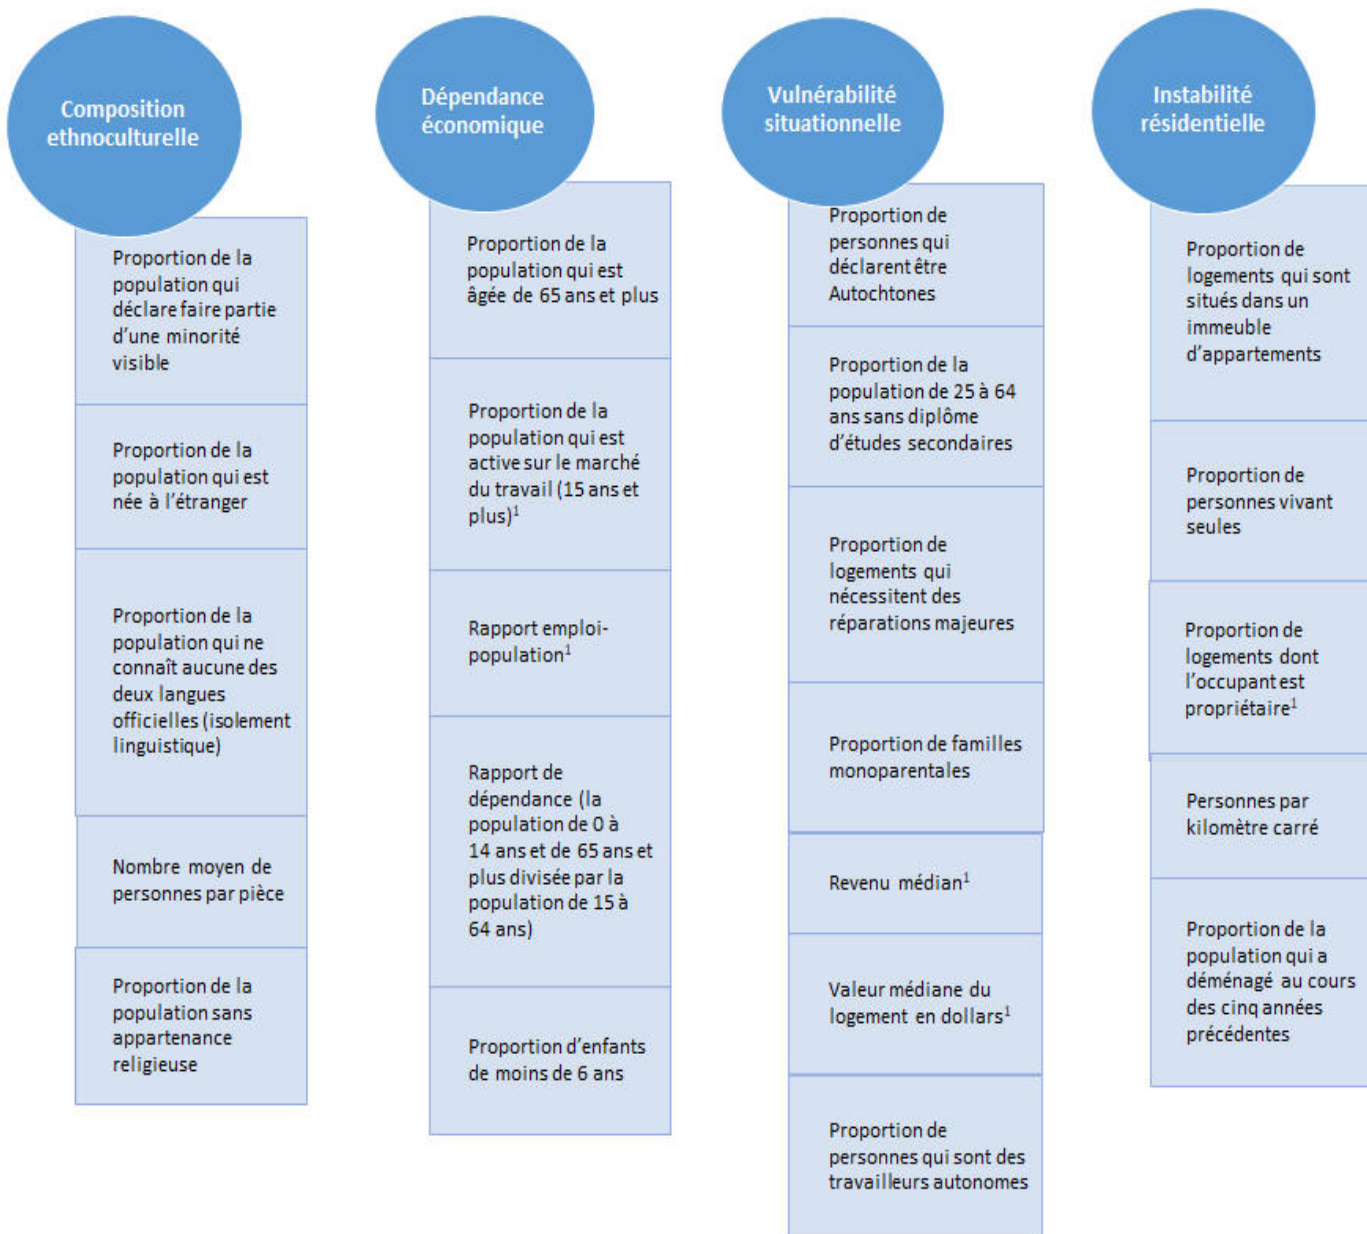 Composition
ethnoculturelle
Proportion de la
population qui
déclare faire partie
d'une minorité
visible
Proportion de la
population qui est
née à l'étranger
Proportion de la
population qui ne
connaît aucune des
deux langues
officielles (isolement
linguistique)
Nombre moyen de
personnes par pièce
Proportion de la
population sans
appartenance
religieuse
Dépendance
économique
Proportion de la
population qui est
âgée de 65 ans et plus
Proportion de la
population qui est
active sur le marché
du travail (15 ans et
plus)¹
Rapport emploi-
population¹
Rapport de
dépendance (la
population de 0 à
14 ans et de 65 ans et
plus divisée par la
population de 15 à
64 ans)
Proportion d'enfants
de moins de 6 ans
Vulnérabilité
situationnelle
Proportion de
personnes qui
déclarent être
Autochtones
Proportion de la
population de 25 à 64
ans sans diplôme
d'études secondaires
Proportion de
logements qui
nécessitent des
réparations majeures
Proportion de familles
monoparentales
Revenu médian¹
Valeur médiane du
logement en dollars¹
Proportion de
personnes qui sont des
travailleurs autonomes
Instabilité
résidentielle
Proportion de
logements qui sont
situés dans un
immeuble
d'appartements
Proportion de
personnes vivant
seules
Proportion de
logements dont
l'occupant est
propriétaire¹
Personnes par
kilomètre carré
Proportion de la
population qui a
déménagé au cours
des cinq années
précédentes